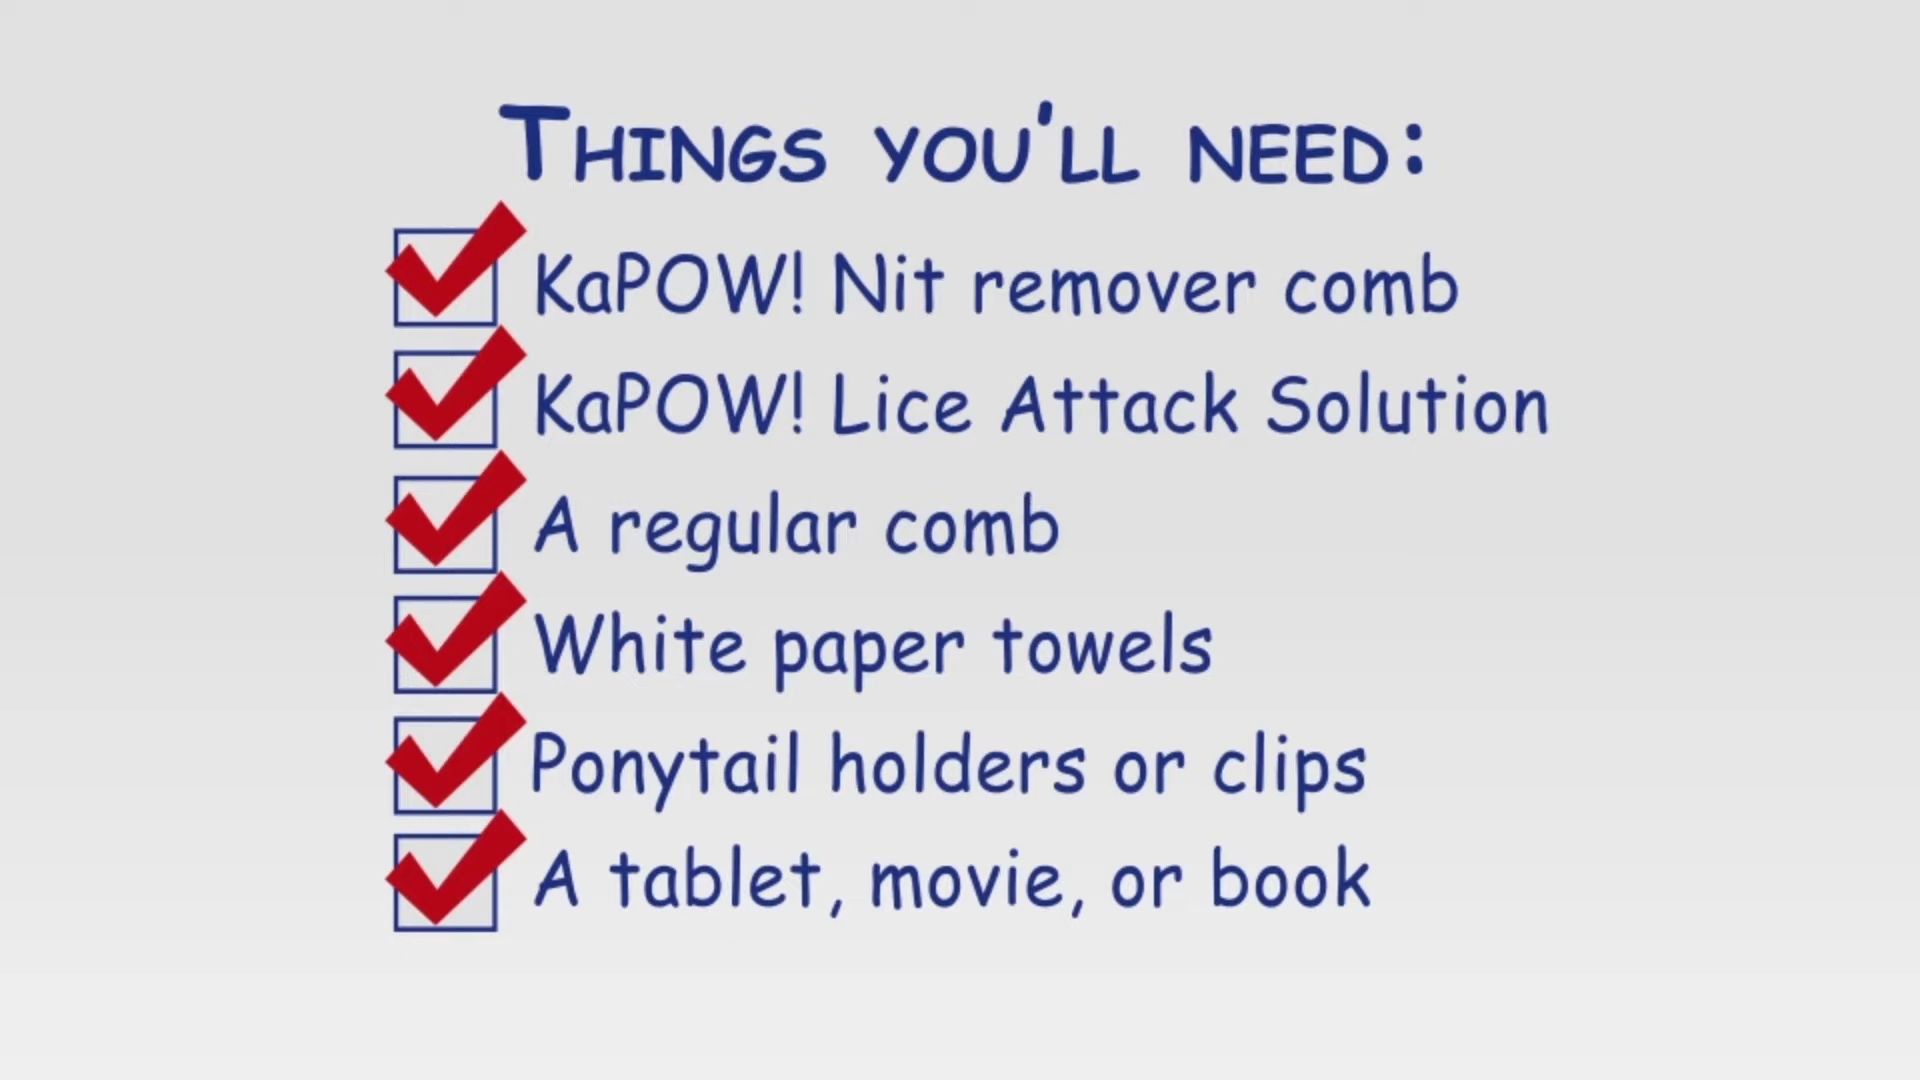 Things you'll need:
KaPOW! Nit remover comb
KaPOW! Lice Attack Solution
A regular comb
White paper towels
Ponytail holders or clips
A tablet, movie, or book